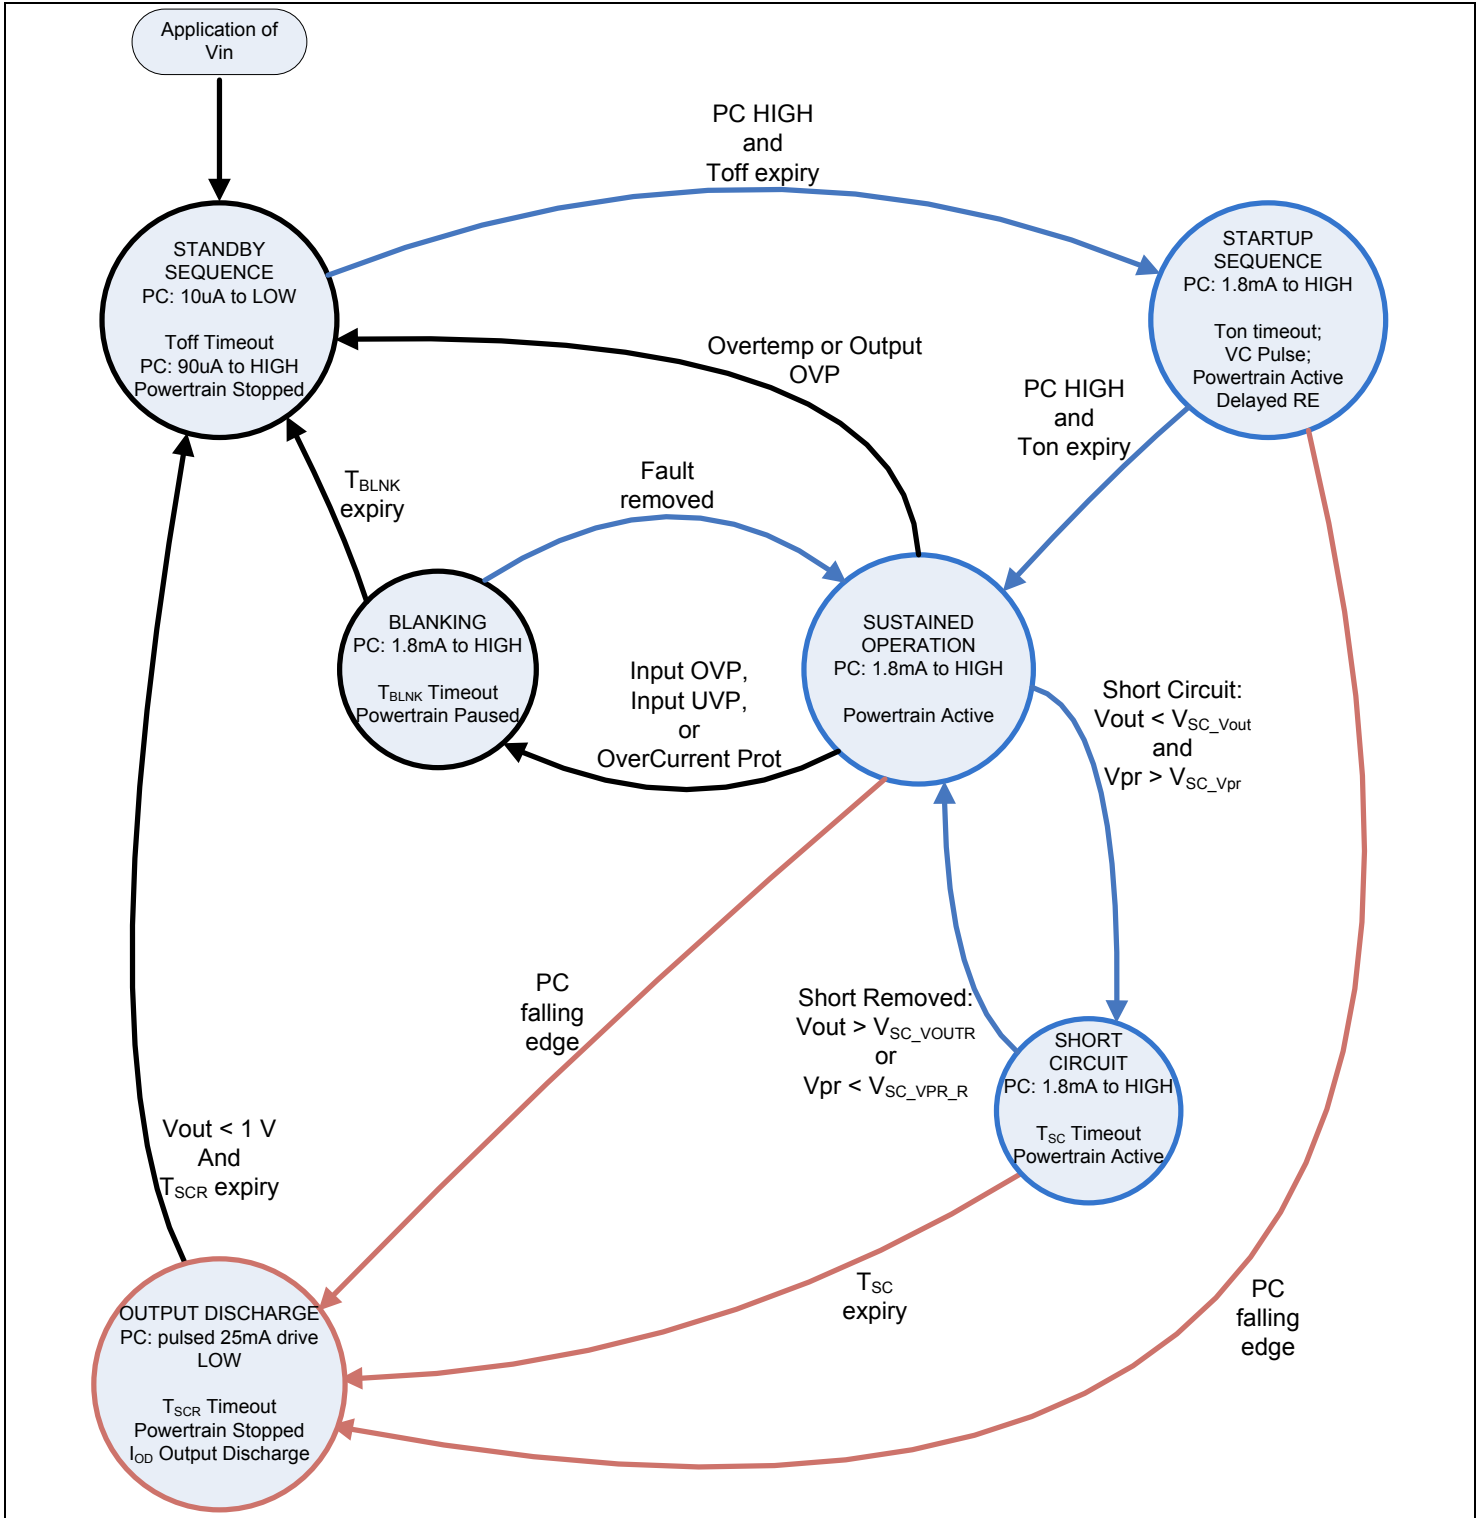 Application of
Vin
PC HIGH
and
Toff expiry
STANDBY
SEQUENCE
PC: 10uA to LOW
Toff Timeout
PC: 90uA to HIGH
Powertrain Stopped
STARTUP
SEQUENCE
PC: 1.8mA to HIGH
Ton timeout;
VC Pulse;
Powertrain Active
Delayed RE
Overtemp or Output
OVP
PC HIGH
and
Ton expiry
TBLNK
expiry
Fault
removed
BLANKING
PC: 1.8mA to HIGH
TBLNK Timeout
Powertrain Paused
Input OVP,
Input UVP,
or
OverCurrent Prot
SUSTAINED
OPERATION
PC: 1.8mA to HIGH
Powertrain Active
Short Circuit:
Vout < VSC_Vout
and
Vpr > VSC_Vpr
PC
falling
edge
Short Removed:
Vout > VSC_VOUTR
or
Vpr < VSC_VPR_R
SHORT
CIRCUIT
PC: 1.8mA to HIGH
TSC Timeout
Powertrain Active
Vout < 1 V
And
TSCR expiry
TSC
expiry
PC
falling
edge
OUTPUT DISCHARGE
PC: pulsed 25mA drive
LOW
TSCR Timeout
Powertrain Stopped
IOD Output Discharge